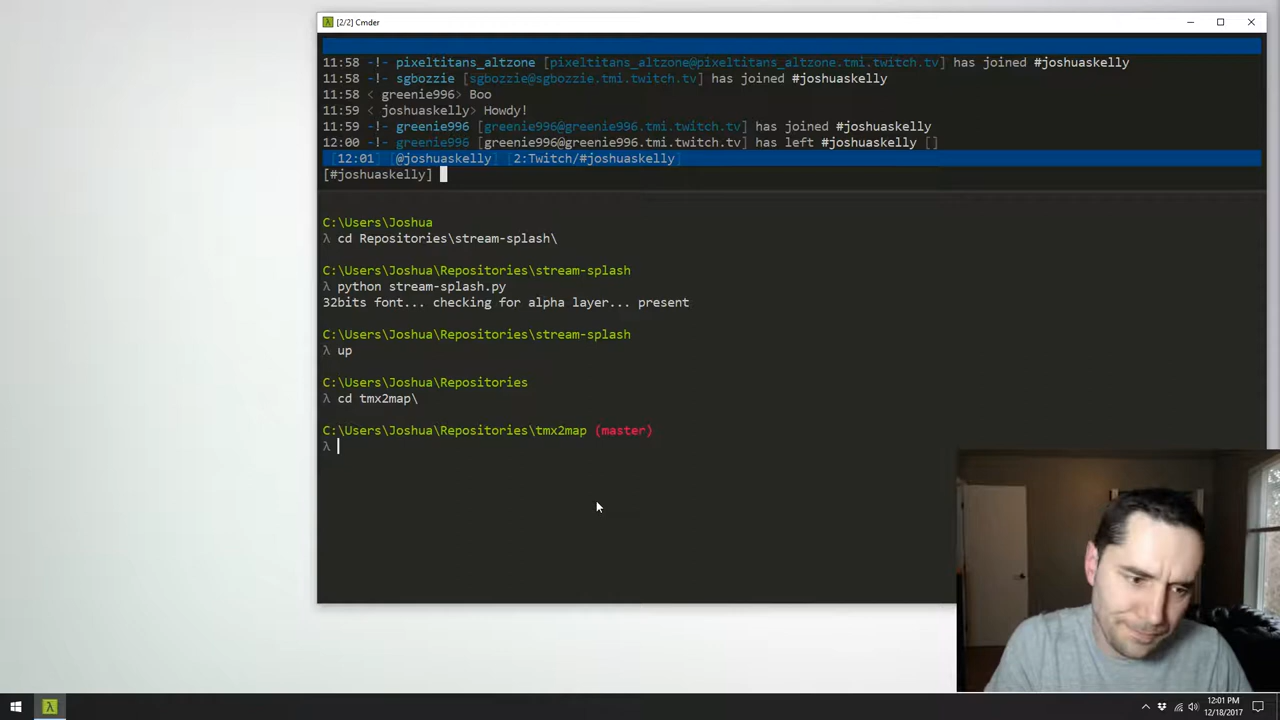 [2/2] Cmder
11:58 -!- pixeltitans_altzone [pixeltitans_altzone@pixeltitans_altzone.tmi.twitch.tv] has joined #joshuaskelly
11:58 -!- sgbozzie [sgbozzie@sgbozzie.tmi.twitch.tv] has joined #joshuaskelly
11:58 < greenie996> Boo
11:59 < joshuaskelly> Howdy!
11:59 -!- greenie996 [greenie996@greenie996.tmi.twitch.tv] has joined #joshuaskelly
12:00 -!- greenie996 [greenie996@greenie996.tmi.twitch.tv] has left #joshuaskelly []
[12:01] [@joshuaskelly] [2:Twitch/#joshuaskelly]
[#joshuaskelly]
C:\Users\Joshua
λ cd Repositories\stream-splash\
C:\Users\Joshua\Repositories\stream-splash
λ python stream-splash.py
32bits font... checking for alpha layer... present
C:\Users\Joshua\Repositories\stream-splash
λ up
C:\Users\Joshua\Repositories
λ cd tmx2map\
C:\Users\Joshua\Repositories\tmx2map (master)
λ
12:01 PM
12/18/2017